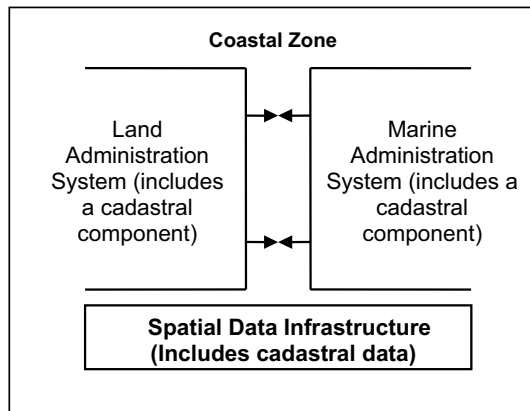 Coastal Zone
Land
Administration
System (includes
a cadastral
component)
Marine
Administration
System (includes a
cadastral
component)
Spatial Data Infrastructure
(Includes cadastral data)